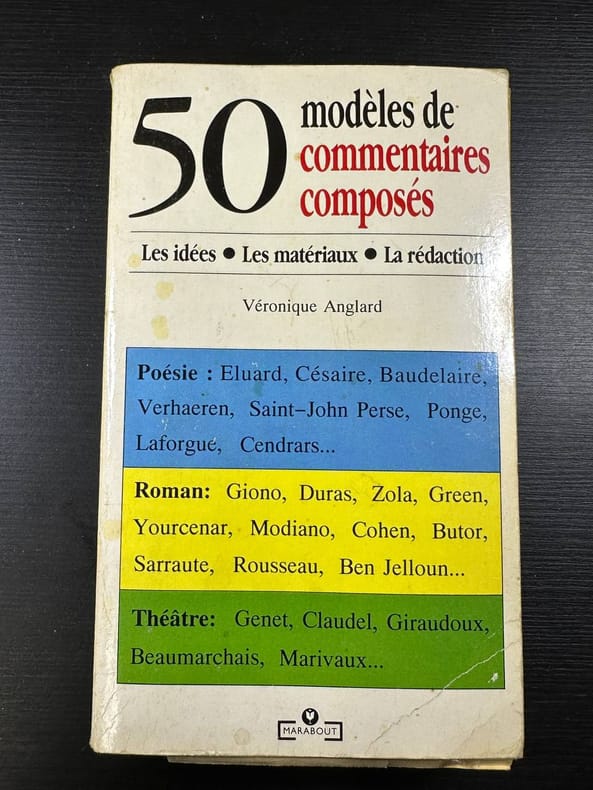 50
modèles de
commentaires
composés
Les idées ● Les matériaux ● La rédaction
Véronique Anglard
Poésie : Eluard, Césaire, Baudelaire,
Verhaeren, Saint-John Perse, Ponge,
Laforgue, Cendrars...
Roman: Giono, Duras, Zola, Green,
Yourcenar, Modiano, Cohen, Butor,
Sarraute, Rousseau, Ben Jelloun...
Théâtre: Genet, Claudel, Giraudoux,
Beaumarchais, Marivaux...
MARABOUT